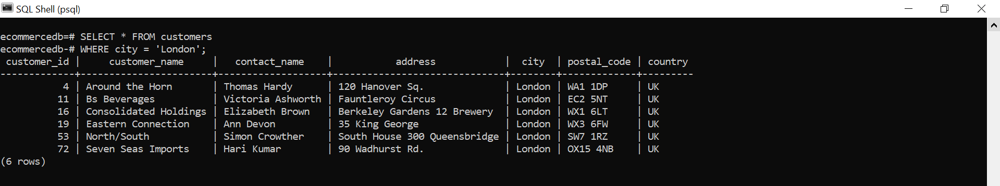 SQL Shell (psql)
ecommercedb=# SELECT * FROM customers
ecommercedb-# WHERE city = 'London';
 customer_id |     customer_name     |   contact_name    |           address            |  city  | postal_code | country
-------------+-----------------------+-------------------+------------------------------+--------+-------------+---------
           4 | Around the Horn       | Thomas Hardy      | 120 Hanover Sq.              | London | WA1 1DP     | UK
          11 | Bs Beverages          | Victoria Ashworth | Fauntleroy Circus            | London | EC2 5NT     | UK
          16 | Consolidated Holdings | Elizabeth Brown   | Berkeley Gardens 12 Brewery  | London | WX1 6LT     | UK
          19 | Eastern Connection    | Ann Devon         | 35 King George               | London | WX3 6FW     | UK
          53 | North/South           | Simon Crowther    | South House 300 Queensbridge | London | SW7 1RZ     | UK
          72 | Seven Seas Imports    | Hari Kumar        | 90 Wadhurst Rd.              | London | OX15 4NB    | UK
(6 rows)